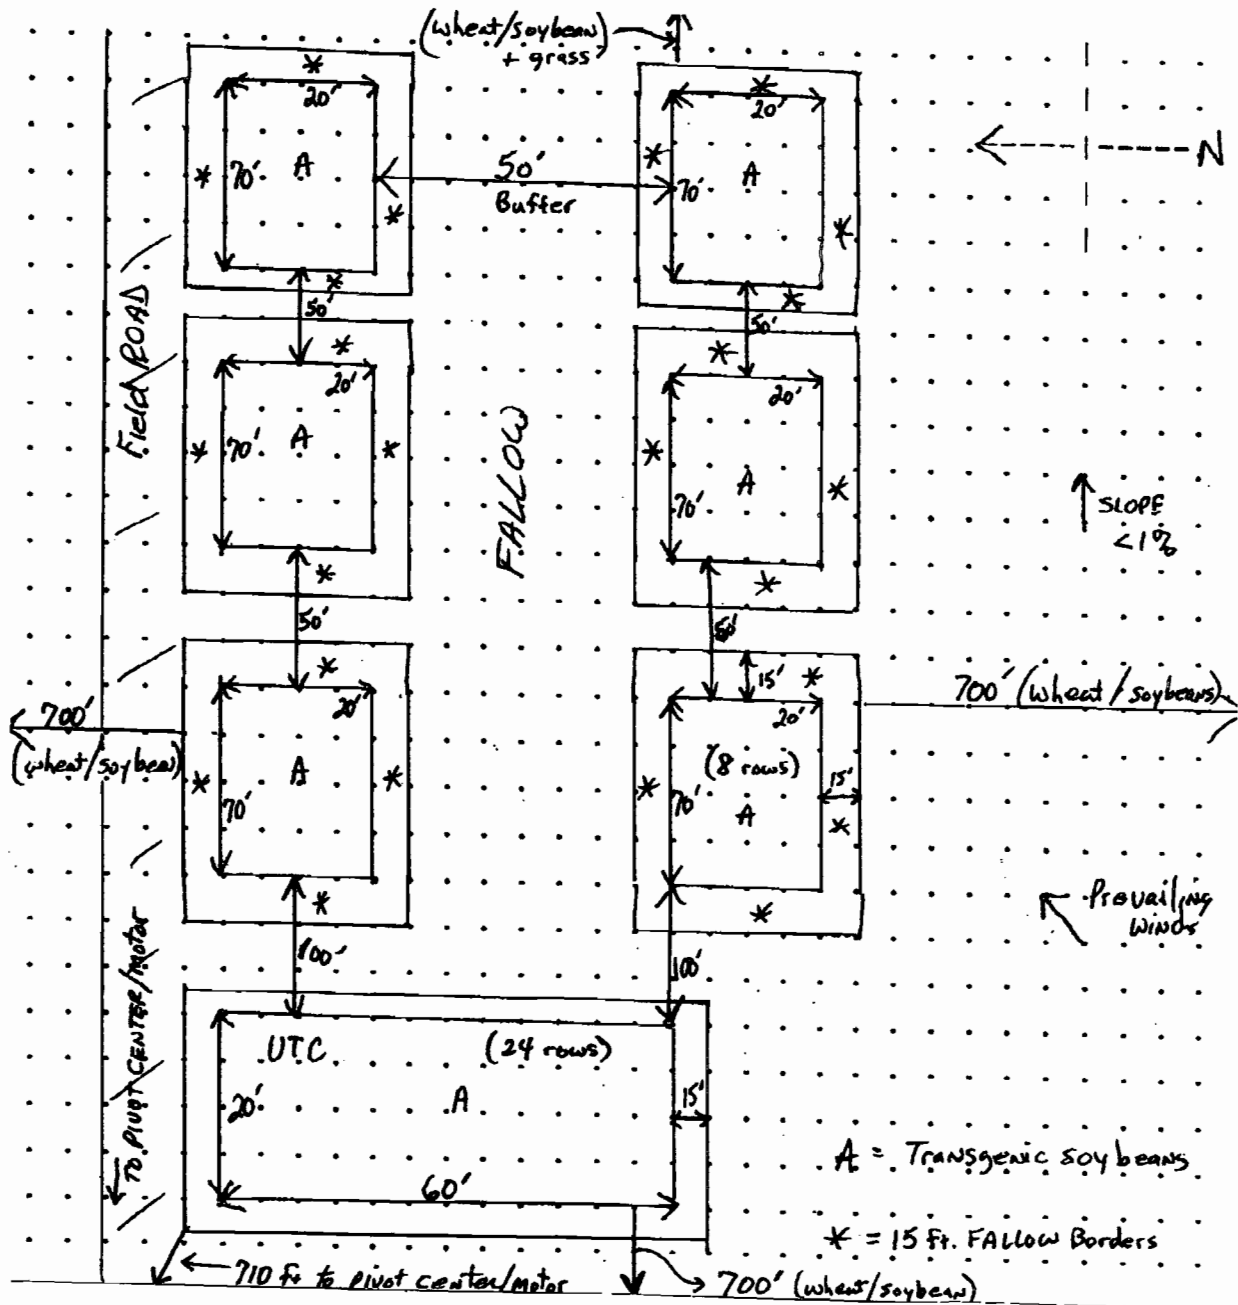 (wheat/soybean)
+ grass
*
20'
70'
A
*
*
*
50'
Buffer
*
20'
*
70'
A
*
*
N
50'
50'
Field ROAD
FALLOW
*
20'
*
70'
A
*
*
*
20'
*
70'
A
*
*
SLOPE
<1%
50'
50'
*
20'
*
70'
A
*
*
15'
*
20'
(8 rows)
*
70'
A
15'
*
*
700'
(wheat/soybean)
700' (wheat/soybeans)
Prevailing
winds
100'
100'
TO PIVOT CENTER/motor
UTC
(24 rows)
20'
A
15'
60'
A = Transgenic soybeans
* = 15 ft. FALLOW Borders
710 ft to pivot center/motor
700' (wheat/soybean)